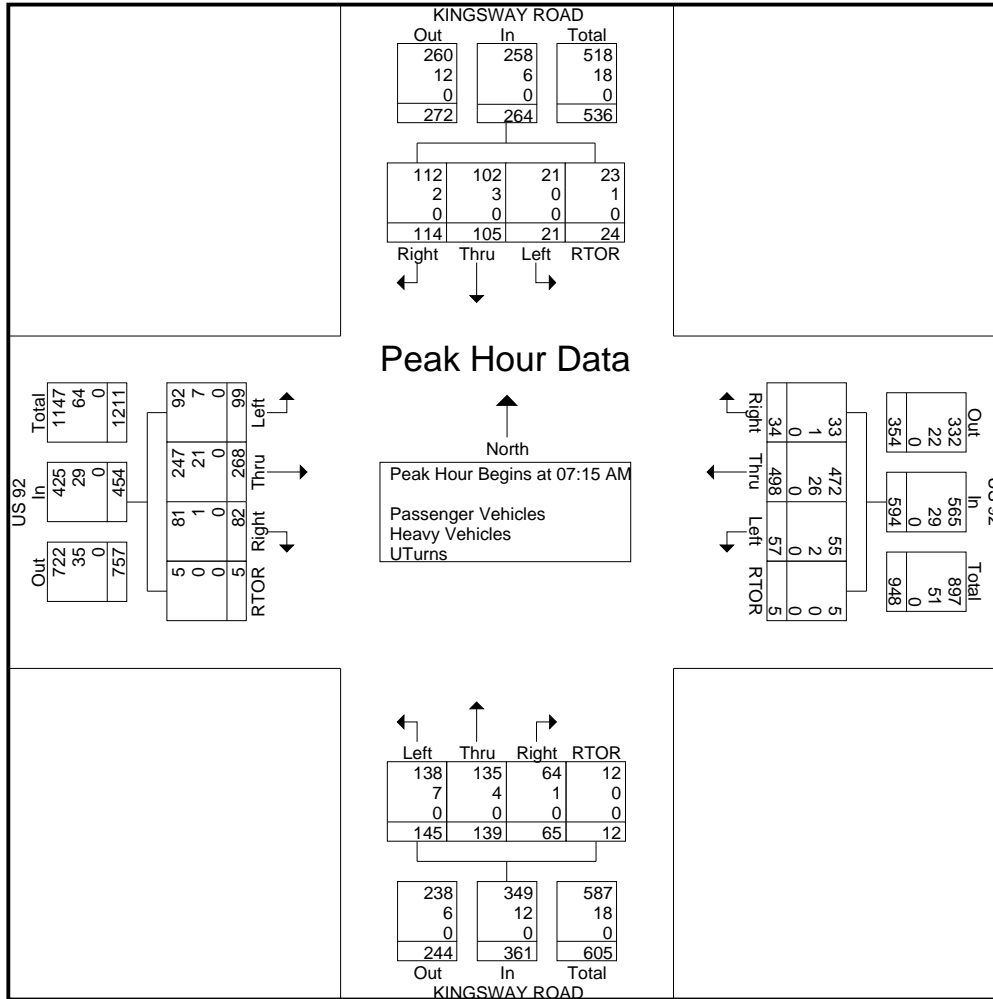 KINGSWAY ROAD
Out In Total
260 258 518
12 6 18
0 0 0
272 264 536
112 102 21 23
2 3 0 1
0 0 0 0
114 105 21 24
Right Thru Left RTOR
Peak Hour Data
North
Peak Hour Begins at 07:15 AM
Passenger Vehicles
Heavy Vehicles
UTurns
US 92
Out In Total
722 425 1147
35 29 64
0 0 0
757 454 1211
5 81 247 92
0 1 21 7
0 0 0 0
5 82 268 99
RTOR Right Thru Left
US 92
Out In Total
332 565 897
22 29 51
0 0 0
354 594 948
33 472 55 5
1 26 2 0
0 0 0 0
34 498 57 5
Right Thru Left RTOR
Left Thru Right RTOR
138 135 64 12
7 4 1 0
0 0 0 0
145 139 65 12
238 349 587
6 12 18
0 0 0
244 361 605
Out In Total
KINGSWAY ROAD